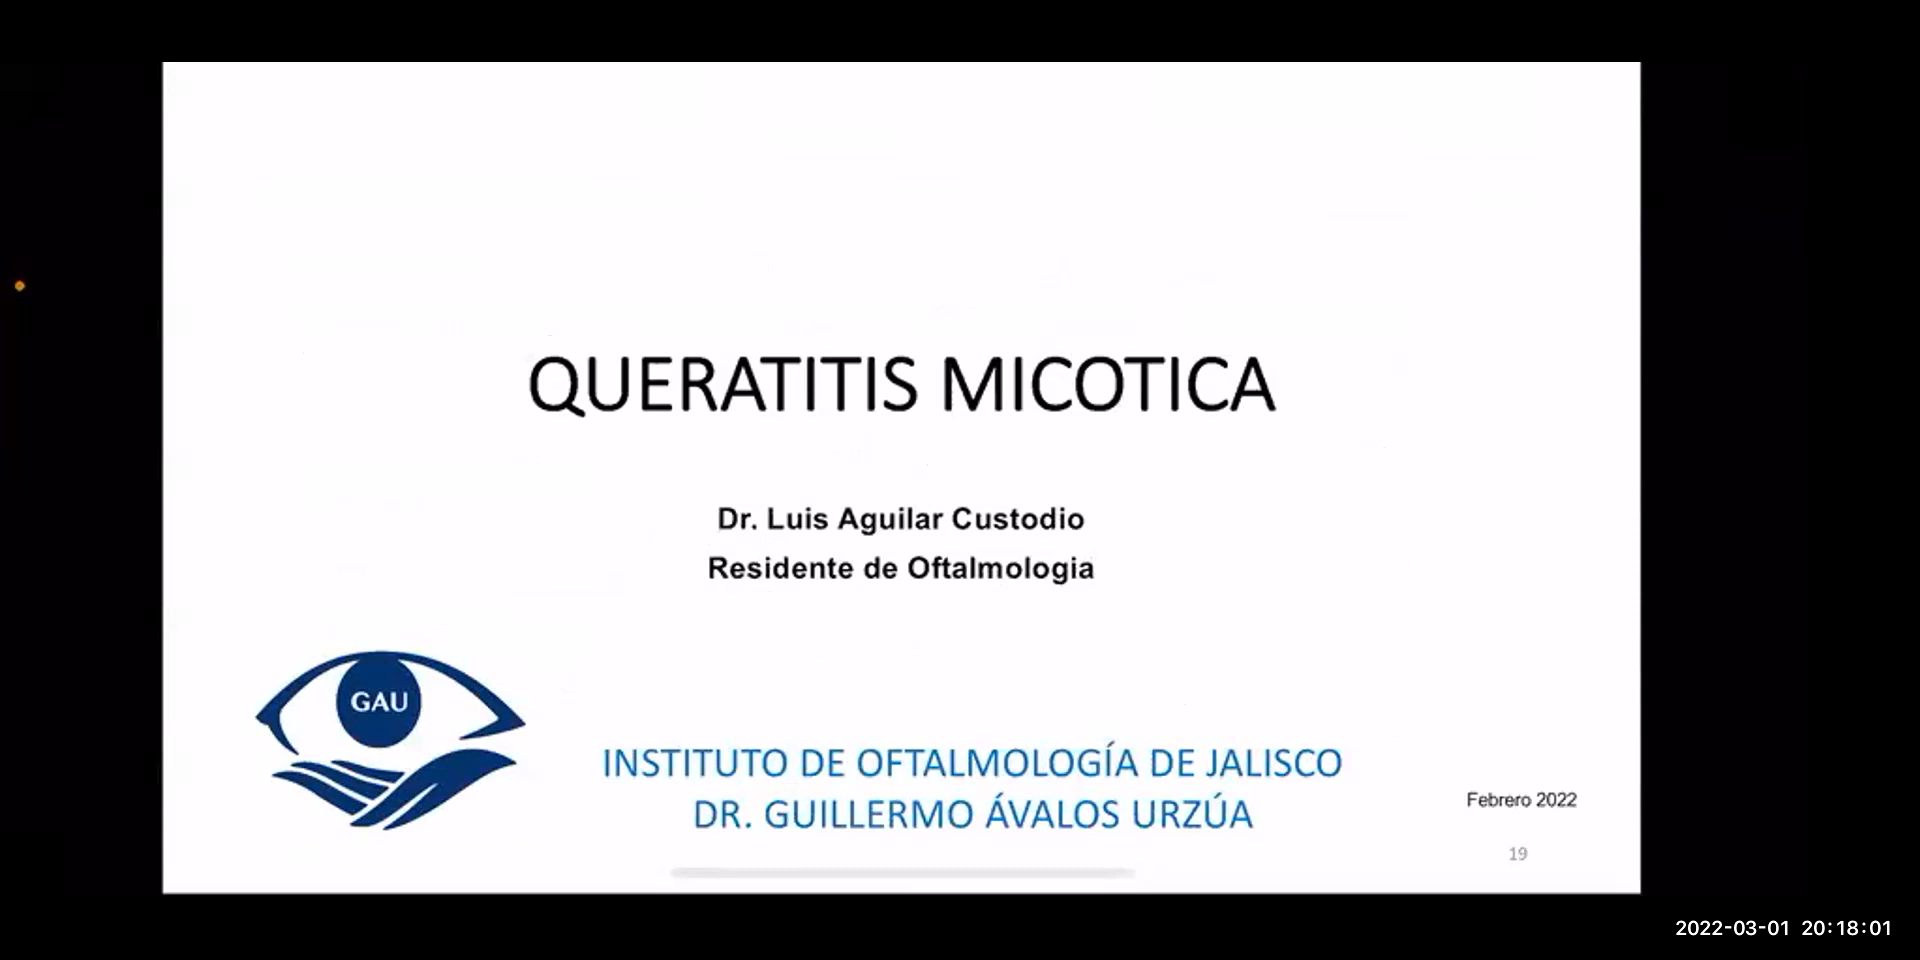 QUERATITIS MICOTICA
Dr. Luis Aguilar Custodio
Residente de Oftalmologia
GAU
INSTITUTO DE OFTALMOLOGÍA DE JALISCO
DR. GUILLERMO ÁVALOS URZÚA
Febrero 2022
19
2022-03-01 20:18:01